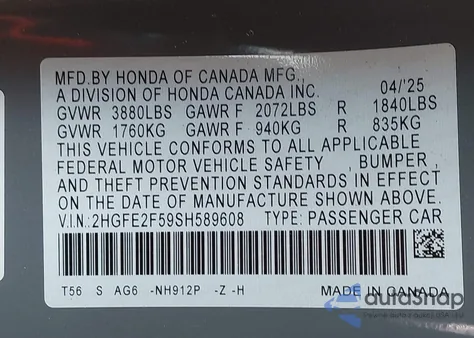 MFD.BY HONDA OF CANADA MFG.,
A DIVISION OF HONDA CANADA INC. 04/'25
GVWR 3880LBS GAWR F 2072LBS R 1840LBS
GVWR 1760KG GAWR F 940KG R 835KG
THIS VEHICLE CONFORMS TO ALL APPLICABLE
FEDERAL MOTOR VEHICLE SAFETY , BUMPER ,
AND THEFT PREVENTION STANDARDS IN EFFECT
ON THE DATE OF MANUFACTURE SHOWN ABOVE.
V.I.N:2HGFE2F59SH589608 TYPE: PASSENGER CAR
T56 S AG6 -NH912P -Z -H MADE IN CANADA
autosnap